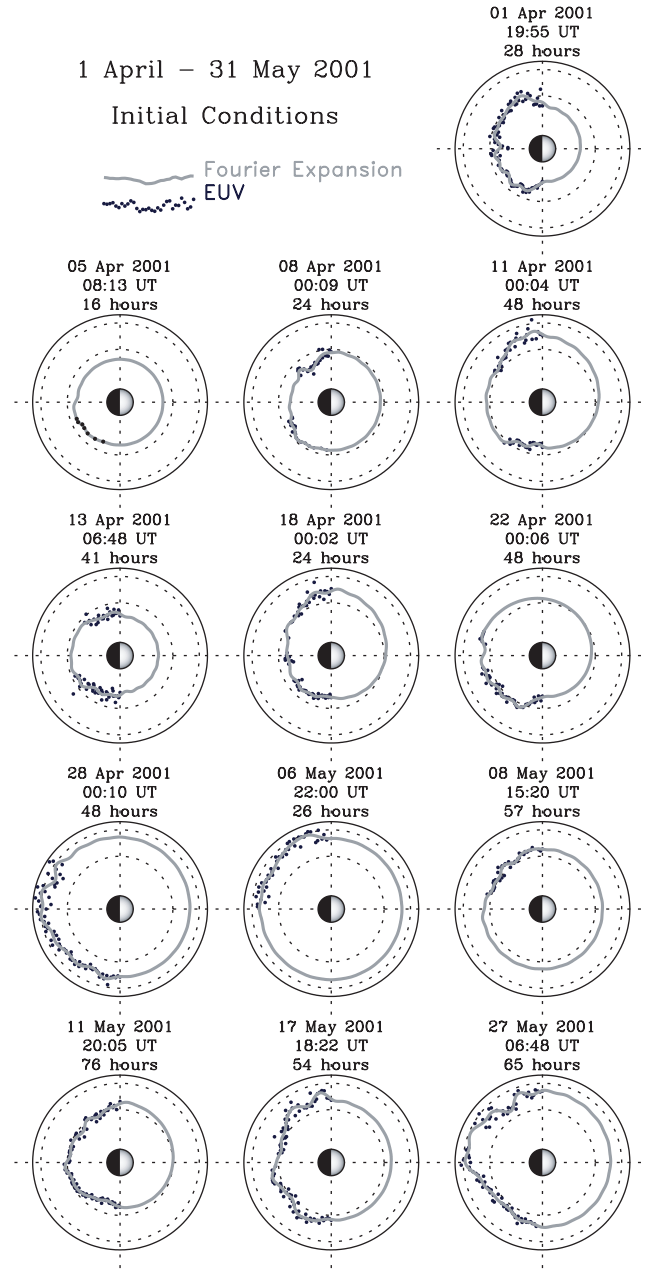 01 Apr 2001
19:55 UT
28 hours
1 April – 31 May 2001
Initial Conditions
Fourier Expansion
EUV
05 Apr 2001
08:13 UT
16 hours
08 Apr 2001
00:09 UT
24 hours
11 Apr 2001
00:04 UT
48 hours
13 Apr 2001
06:48 UT
41 hours
18 Apr 2001
00:02 UT
24 hours
22 Apr 2001
00:06 UT
48 hours
28 Apr 2001
00:10 UT
48 hours
06 May 2001
22:00 UT
26 hours
08 May 2001
15:20 UT
57 hours
11 May 2001
20:05 UT
76 hours
17 May 2001
18:22 UT
54 hours
27 May 2001
06:48 UT
65 hours